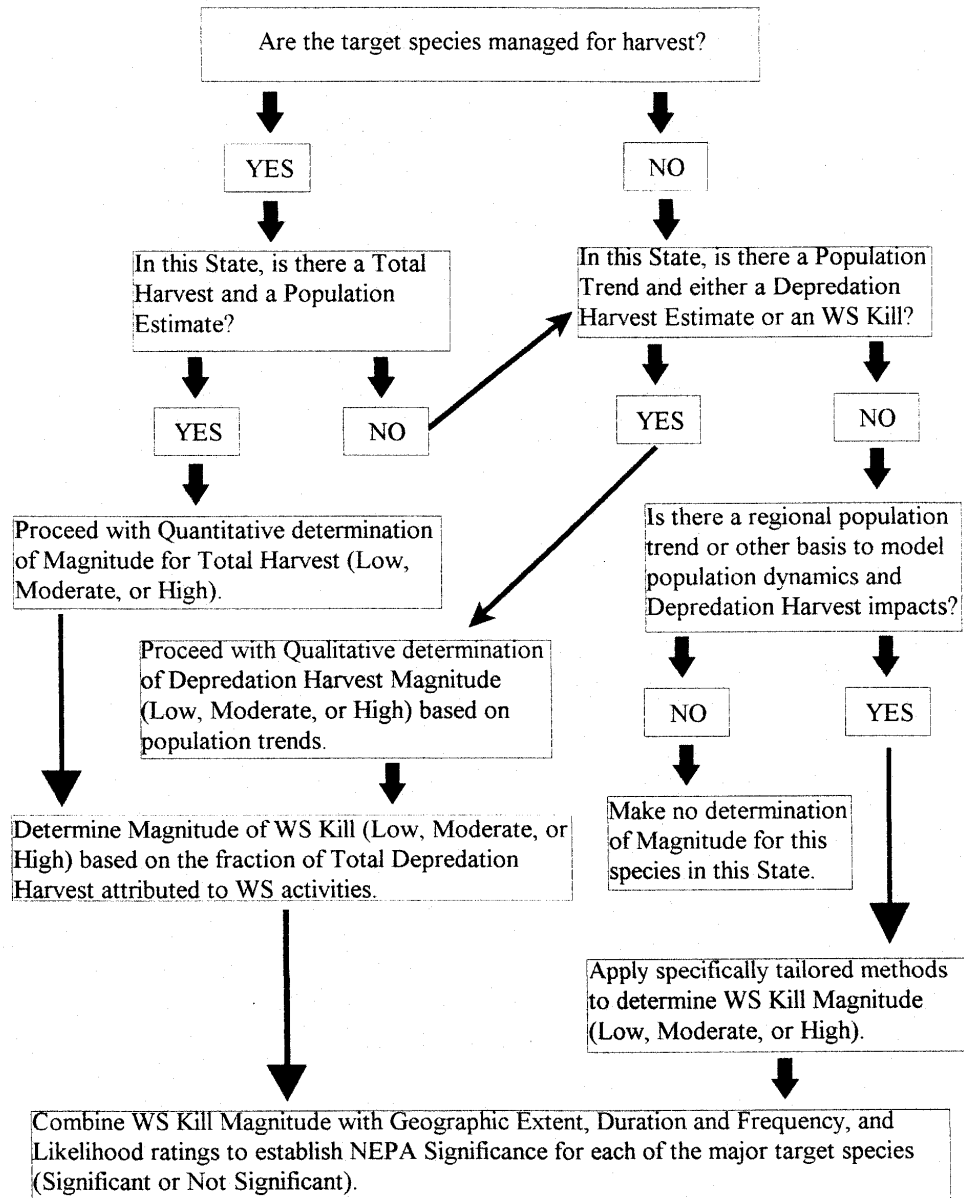 Are the target species managed for harvest?
YES
NO
In this State, is there a Total
Harvest and a Population
Estimate?
In this State, is there a Population
Trend and either a Depredation
Harvest Estimate or an WS Kill?
YES
NO
YES
NO
Proceed with Quantitative determination
of Magnitude for Total Harvest (Low,
Moderate, or High).
Is there a regional population
trend or other basis to model
population dynamics and
Depredation Harvest impacts?
Proceed with Qualitative determination
of Depredation Harvest Magnitude
(Low, Moderate, or High) based on
population trends.
NO
YES
Determine Magnitude of WS Kill (Low, Moderate, or
High) based on the fraction of Total Depredation
Harvest attributed to WS activities.
Make no determination
of Magnitude for this
species in this State.
Apply specifically tailored methods
to determine WS Kill Magnitude
(Low, Moderate, or High).
Combine WS Kill Magnitude with Geographic Extent, Duration and Frequency, and
Likelihood ratings to establish NEPA Significance for each of the major target species
(Significant or Not Significant).